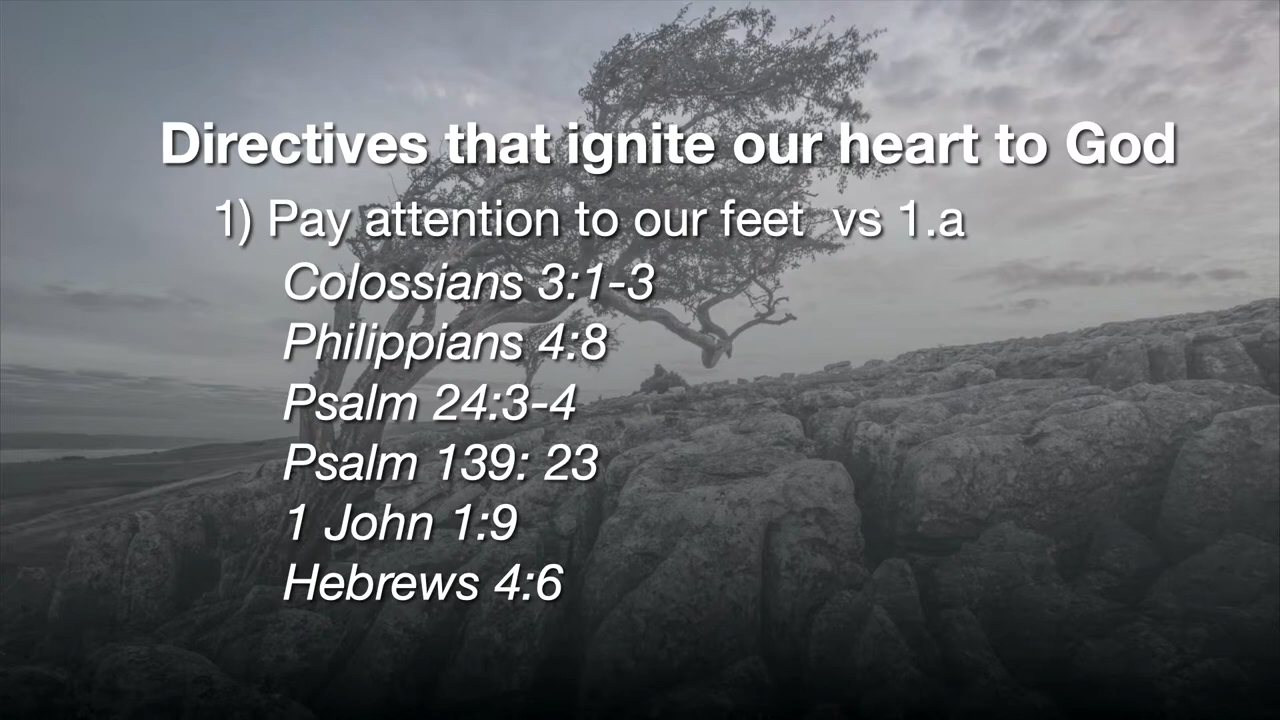 Directives that ignite our heart to God
1) Pay attention to our feet  vs 1.a
Colossians 3:1-3
Philippians 4:8
Psalm 24:3-4
Psalm 139: 23
1 John 1:9
Hebrews 4:6